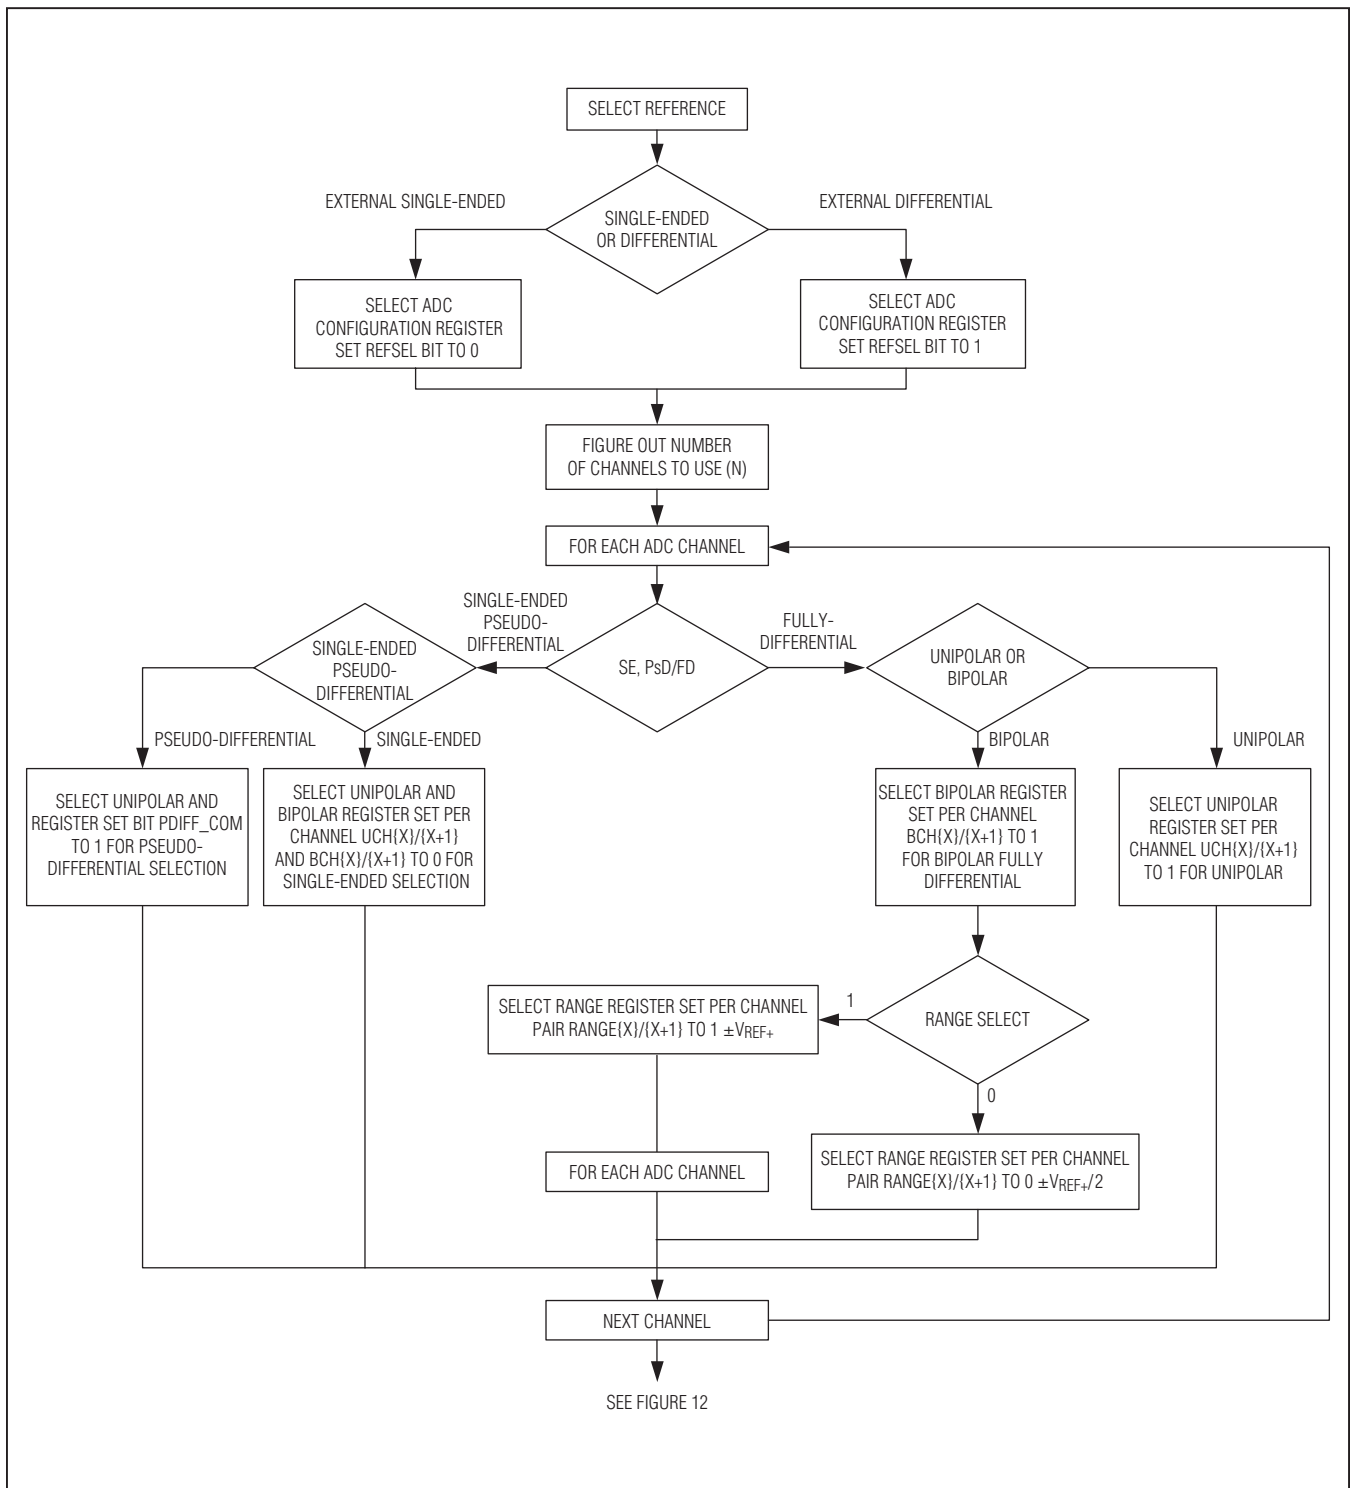 SELECT REFERENCE
EXTERNAL SINGLE-ENDED
EXTERNAL DIFFERENTIAL
SINGLE-ENDED
OR DIFFERENTIAL
SELECT ADC
CONFIGURATION REGISTER
SET REFSEL BIT TO 0
SELECT ADC
CONFIGURATION REGISTER
SET REFSEL BIT TO 1
FIGURE OUT NUMBER
OF CHANNELS TO USE (N)
FOR EACH ADC CHANNEL
SINGLE-ENDED
PSEUDO-
DIFFERENTIAL
FULLY-
DIFFERENTIAL
SINGLE-ENDED
PSEUDO-
DIFFERENTIAL
SE, PsD/FD
UNIPOLAR OR
BIPOLAR
PSEUDO-DIFFERENTIAL
SINGLE-ENDED
BIPOLAR
UNIPOLAR
SELECT UNIPOLAR AND
REGISTER SET BIT PDIFF_COM
TO 1 FOR PSEUDO-
DIFFERENTIAL SELECTION
SELECT UNIPOLAR AND
BIPOLAR REGISTER SET PER
CHANNEL UCH{X}/{X+1}
AND BCH{X}/{X+1} TO 0 FOR
SINGLE-ENDED SELECTION
SELECT BIPOLAR REGISTER
SET PER CHANNEL
BCH{X}/{X+1} TO 1
FOR BIPOLAR FULLY
DIFFERENTIAL
SELECT UNIPOLAR
REGISTER SET PER
CHANNEL UCH{X}/{X+1}
TO 1 FOR UNIPOLAR
SELECT RANGE REGISTER SET PER CHANNEL
PAIR RANGE{X}/{X+1} TO 1 ±VREF+
1
RANGE SELECT
0
FOR EACH ADC CHANNEL
SELECT RANGE REGISTER SET PER CHANNEL
PAIR RANGE{X}/{X+1} TO 0 ±VREF+/2
NEXT CHANNEL
SEE FIGURE 12